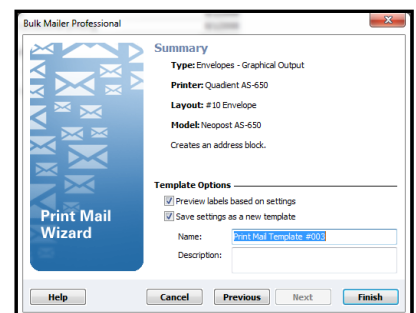 Bulk Mailer Professional
Summary
Type: Envelopes - Graphical Output
Printer: Quadient AS-650
Layout: #10 Envelope
Model: Neopost AS-650
Creates an address block.
Template Options
Preview labels based on settings
Save settings as a new template
Name: Print Mail Template #003
Description:
Print Mail
Wizard
Help Cancel Previous Next Finish